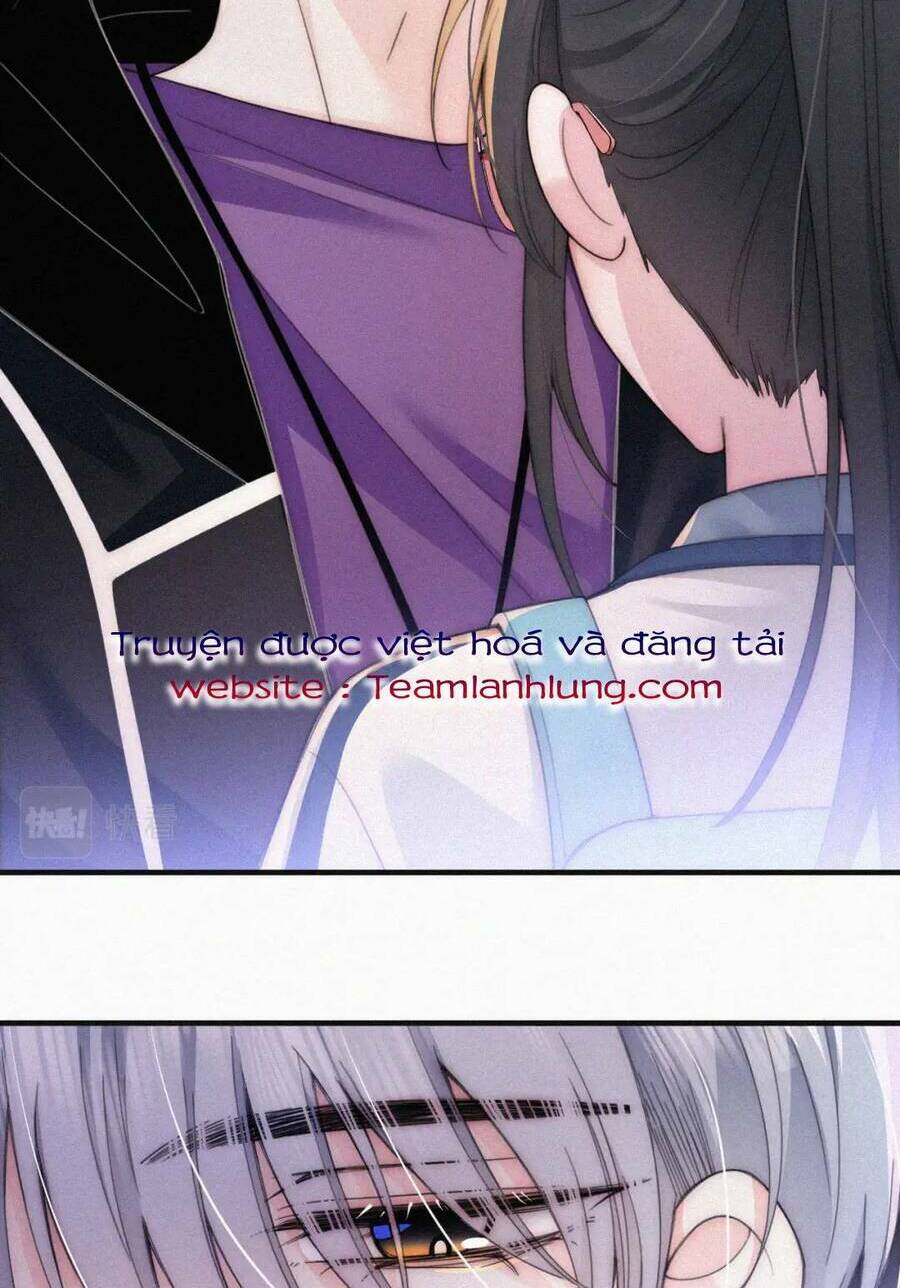 Truyện được việt hoá và đăng tải
website : Teamlanhlung.com
快看! 快看